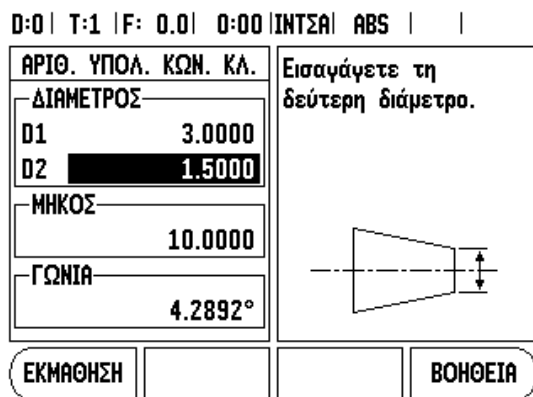 D:0 | T:1 | F: 0.0 | 0:00 | ΙΝΤΣΑ | ABS | |
ΑΡΙΘ. ΥΠΟΛ. ΚΩΝ. ΚΛ.
ΔΙΑΜΕΤΡΟΣ
D1 3.0000
D2 1.5000
ΜΗΚΟΣ
10.0000
ΓΩΝΙΑ
4.2892°
Εισαγάγετε τη
δεύτερη διάμετρο.
ΕΚΜΑΘΗΣΗ
ΒΟΗΘΕΙΑ